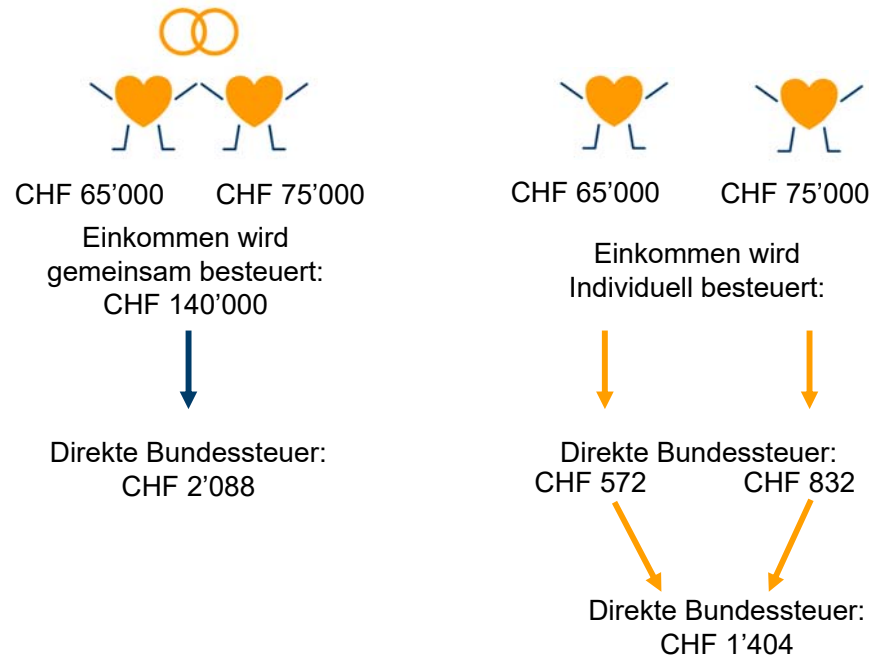 CHF 65’000 CHF 75’000
Einkommen wird
gemeinsam besteuert:
CHF 140’000
Direkte Bundessteuer:
CHF 2’088
CHF 65’000 CHF 75’000
Einkommen wird
Individuell besteuert:
Direkte Bundessteuer:
CHF 572 CHF 832
Direkte Bundessteuer:
CHF 1’404